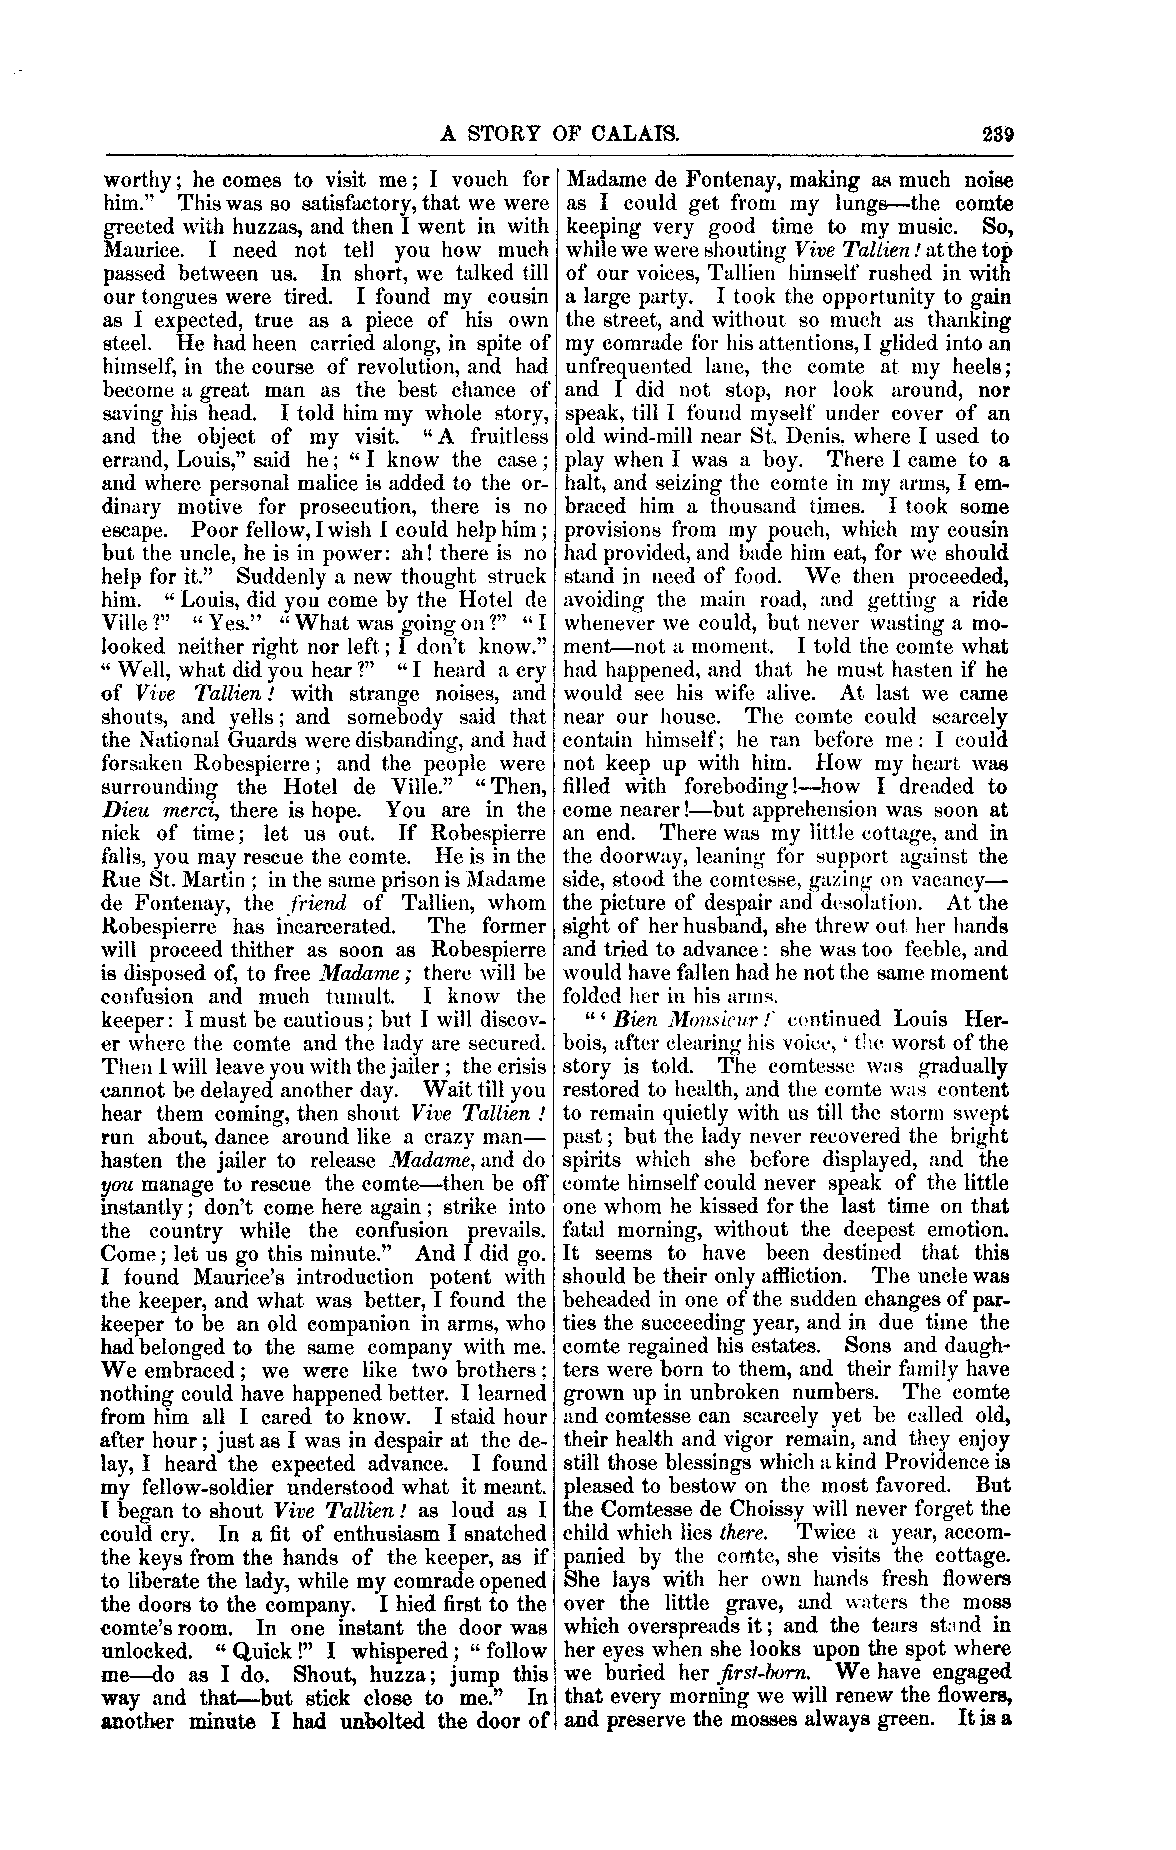 A STORY OF CALAIS. 239
worthy; he comes to visit me; I vouch for
him.” This was so satisfactory, that we were
greeted with huzzas, and then I went in with
Maurice. I need not tell you how much
passed between us. In short, we talked till
our tongues were tired. I found my cousin
as I expected, true as a piece of his own
steel. He had heen carried along, in spite of
himself, in the course of revolution, and had
become a great man as the best chance of
saving his head. I told him my whole story,
and the object of my visit. “A fruitless
errand, Louis,” said he; “I know the case;
and where personal malice is added to the or-
dinary motive for prosecution, there is no
escape. Poor fellow, I wish I could help him;
but the uncle, he is in power: ah! there is no
help for it.” Suddenly a new thought struck
him. “Louis, did you come by the Hotel de
Ville?” “Yes.” “What was going on?” “I
looked neither right nor left; I don't know.”
“Well, what did you hear?” “I heard a cry
of Vive Tallien! with strange noises, and
shouts, and yells; and somebody said that
the National Guards were disbanding, and had
forsaken Robespierre; and the people were
surrounding the Hotel de Ville.” “Then,
Dieu merci, there is hope. You are in the
nick of time; let us out. If Robespierre
falls, you may rescue the comte. He is in the
Rue St. Martin; in the same prison is Madame
de Fontenay, the friend of Tallien, whom
Robespierre has incarcerated. The former
will proceed thither as soon as Robespierre
is disposed of, to free Madame; there will be
confusion and much tumult. I know the
keeper: I must be cautious; but I will discov-
er where the comte and the lady are secured.
Then I will leave you with the jailer; the crisis
cannot be delayed another day. Wait till you
hear them coming, then shout Vive Tallien!
run about, dance around like a crazy man—
hasten the jailer to release Madame, and do
you manage to rescue the comte—then be off
instantly; don't come here again; strike into
the country while the confusion prevails.
Come; let us go this minute.” And I did go.
I found Maurice's introduction potent with
the keeper, and what was better, I found the
keeper to be an old companion in arms, who
had belonged to the same company with me.
We embraced; we were like two brothers;
nothing could have happened better. I learned
from him all I cared to know. I staid hour
after hour; just as I was in despair at the de-
lay, I heard the expected advance. I found
my fellow-soldier understood what it meant.
I began to shout Vive Tallien! as loud as I
could cry. In a fit of enthusiasm I snatched
the keys from the hands of the keeper, as if
to liberate the lady, while my comrade opened
the doors to the company. I hied first to the
comte's room. In one instant the door was
unlocked. “Quick!” I whispered; “follow
me—do as I do. Shout, huzza; jump this
way and that—but stick close to me.” In
another minute I had unbolted the door of
Madame de Fontenay, making as much noise
as I could get from my lungs—the comte
keeping very good time to my music. So,
while we were shouting Vive Tallien! at the top
of our voices, Tallien himself rushed in with
a large party. I took the opportunity to gain
the street, and without so much as thanking
my comrade for his attentions, I glided into an
unfrequented lane, the comte at my heels;
and I did not stop, nor look around, nor
speak, till I found myself under cover of an
old wind-mill near St. Denis. where I used to
play when I was a boy. There I came to a
halt, and seizing the comte in my arms, I em-
braced him a thousand times. I took some
provisions from my pouch, which my cousin
had provided, and bade him eat, for we should
stand in need of food. We then proceeded,
avoiding the main road, and getting a ride
whenever we could, but never wasting a mo-
ment—not a moment. I told the comte what
had happened, and that he must hasten if he
would see his wife alive. At last we came
near our house. The comte could scarcely
contain himself; he ran before me: I could
not keep up with him. How my heart was
filled with foreboding!—how I dreaded to
come nearer!—but apprehension was soon at
an end. There was my little cottage, and in
the doorway, leaning for support against the
side, stood the comtesse, gazing on vacancy—
the picture of despair and desolation. At the
sight of her husband, she threw out her hands
and tried to advance: she was too feeble, and
would have fallen had he not the same moment
folded her in his arms.
“‘Bien Monsieur!’ continued Louis Her-
bois, after clearing his voice, ‘the worst of the
story is told. The comtesse was gradually
restored to health, and the comte was content
to remain quietly with us till the storm swept
past; but the lady never recovered the bright
spirits which she before displayed, and the
comte himself could never speak of the little
one whom he kissed for the last time on that
fatal morning, without the deepest emotion.
It seems to have been destined that this
should be their only affliction. The uncle was
beheaded in one of the sudden changes of par-
ties the succeeding year, and in due time the
comte regained his estates. Sons and daugh-
ters were born to them, and their family have
grown up in unbroken numbers. The comte
and comtesse can scarcely yet be called old,
their health and vigor remain, and they enjoy
still those blessings which a kind Providence is
pleased to bestow on the most favored. But
the Comtesse de Choissy will never forget the
child which lies there. Twice a year, accom-
panied by the comte, she visits the cottage.
She lays with her own hands fresh flowers
over the little grave, and waters the moss
which overspreads it; and the tears stand in
her eyes when she looks upon the spot where
we buried her first-born. We have engaged
that every morning we will renew the flowers,
and preserve the mosses always green. It is a